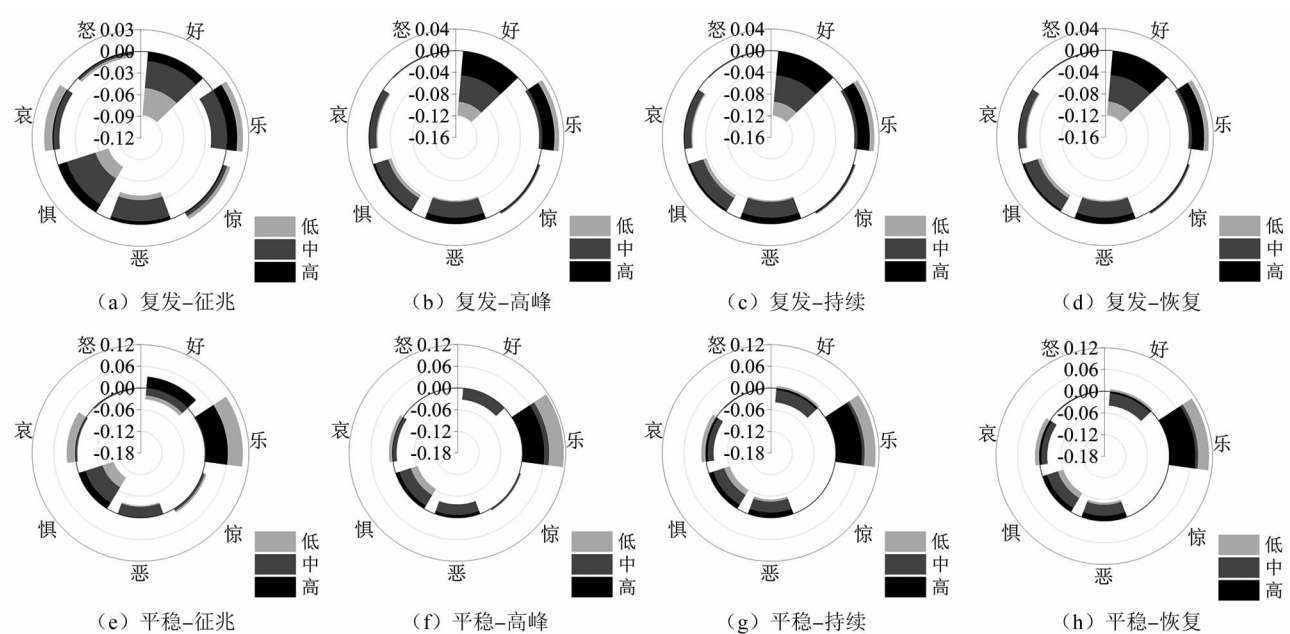 怒 0.03 好
0.00
-0.03
-0.06
-0.09
-0.12
哀
乐
惧
惊
恶
低
中
高
(a) 复发-征兆
怒 0.04 好
0.00
-0.04
-0.08
-0.12
-0.16
哀
乐
惧
惊
恶
低
中
高
(b) 复发-高峰
怒 0.04 好
0.00
-0.04
-0.08
-0.12
-0.16
哀
乐
惧
惊
恶
低
中
高
(c) 复发-持续
怒 0.04 好
0.00
-0.04
-0.08
-0.12
-0.16
哀
乐
惧
惊
恶
低
中
高
(d) 复发-恢复
怒 0.12 好
0.06
0.00
-0.06
-0.12
-0.18
哀
乐
惧
惊
恶
低
中
高
(e) 平稳-征兆
怒 0.12 好
0.06
0.00
-0.06
-0.12
-0.18
哀
乐
惧
惊
恶
低
中
高
(f) 平稳-高峰
怒 0.12 好
0.06
0.00
-0.06
-0.12
-0.18
哀
乐
惧
惊
恶
低
中
高
(g) 平稳-持续
怒 0.12 好
0.06
0.00
-0.06
-0.12
-0.18
哀
乐
惧
惊
恶
低
中
高
(h) 平稳-恢复